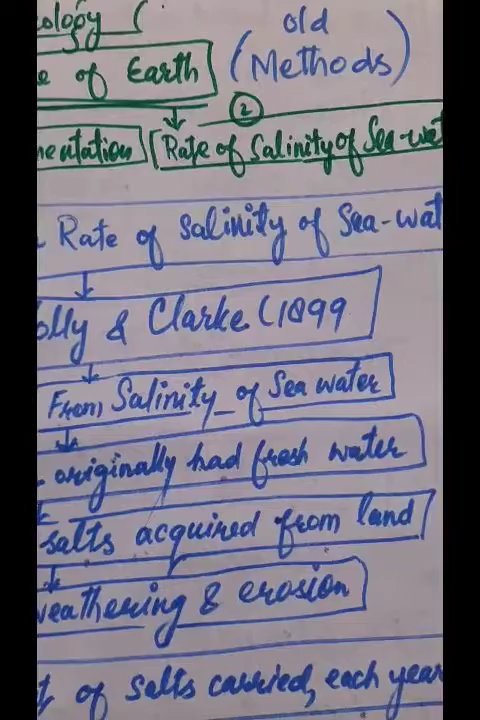 ology (
old
e of Earth
(Methods)
2
entation
Rate of Salinity of Sea-wat
Rate of salinity of Sea-wat
olly & Clarke (1899
From Salinity of Sea water
originally had fresh water
salts acquired from land
weathering & erosion
of salts carried, each year